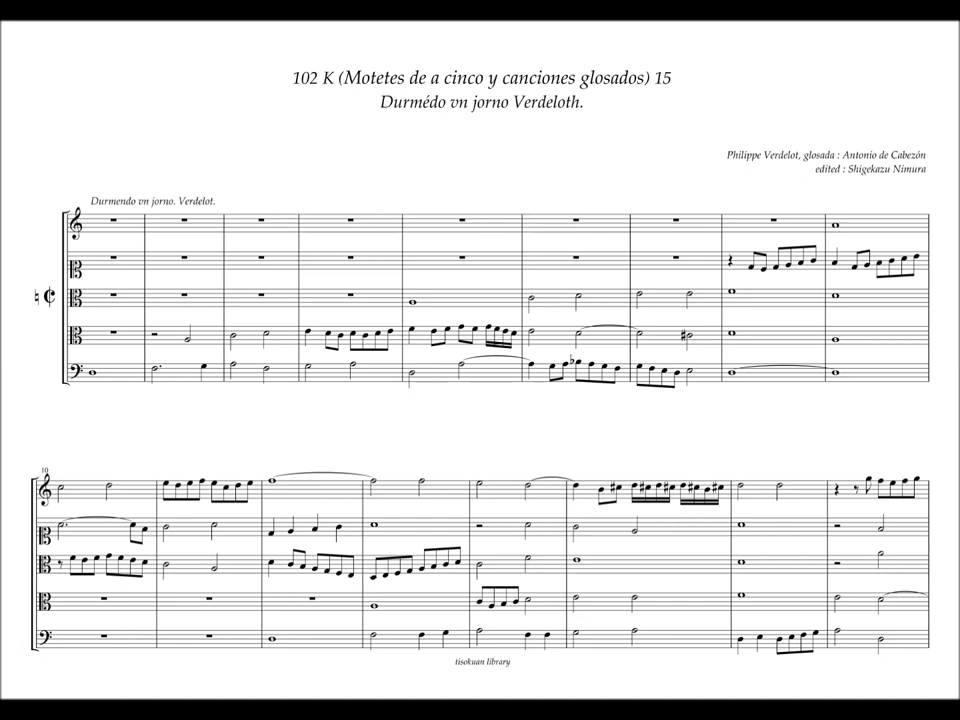 102 K (Motetes de a cinco y canciones glosados) 15
Durmédo vn jorno Verdeloth.
Philippe Verdelot, glosada : Antonio de Cabezón
edited : Shigekazu Nimura
Durmendo vn jorno. Verdelot.
10
tisokuan library